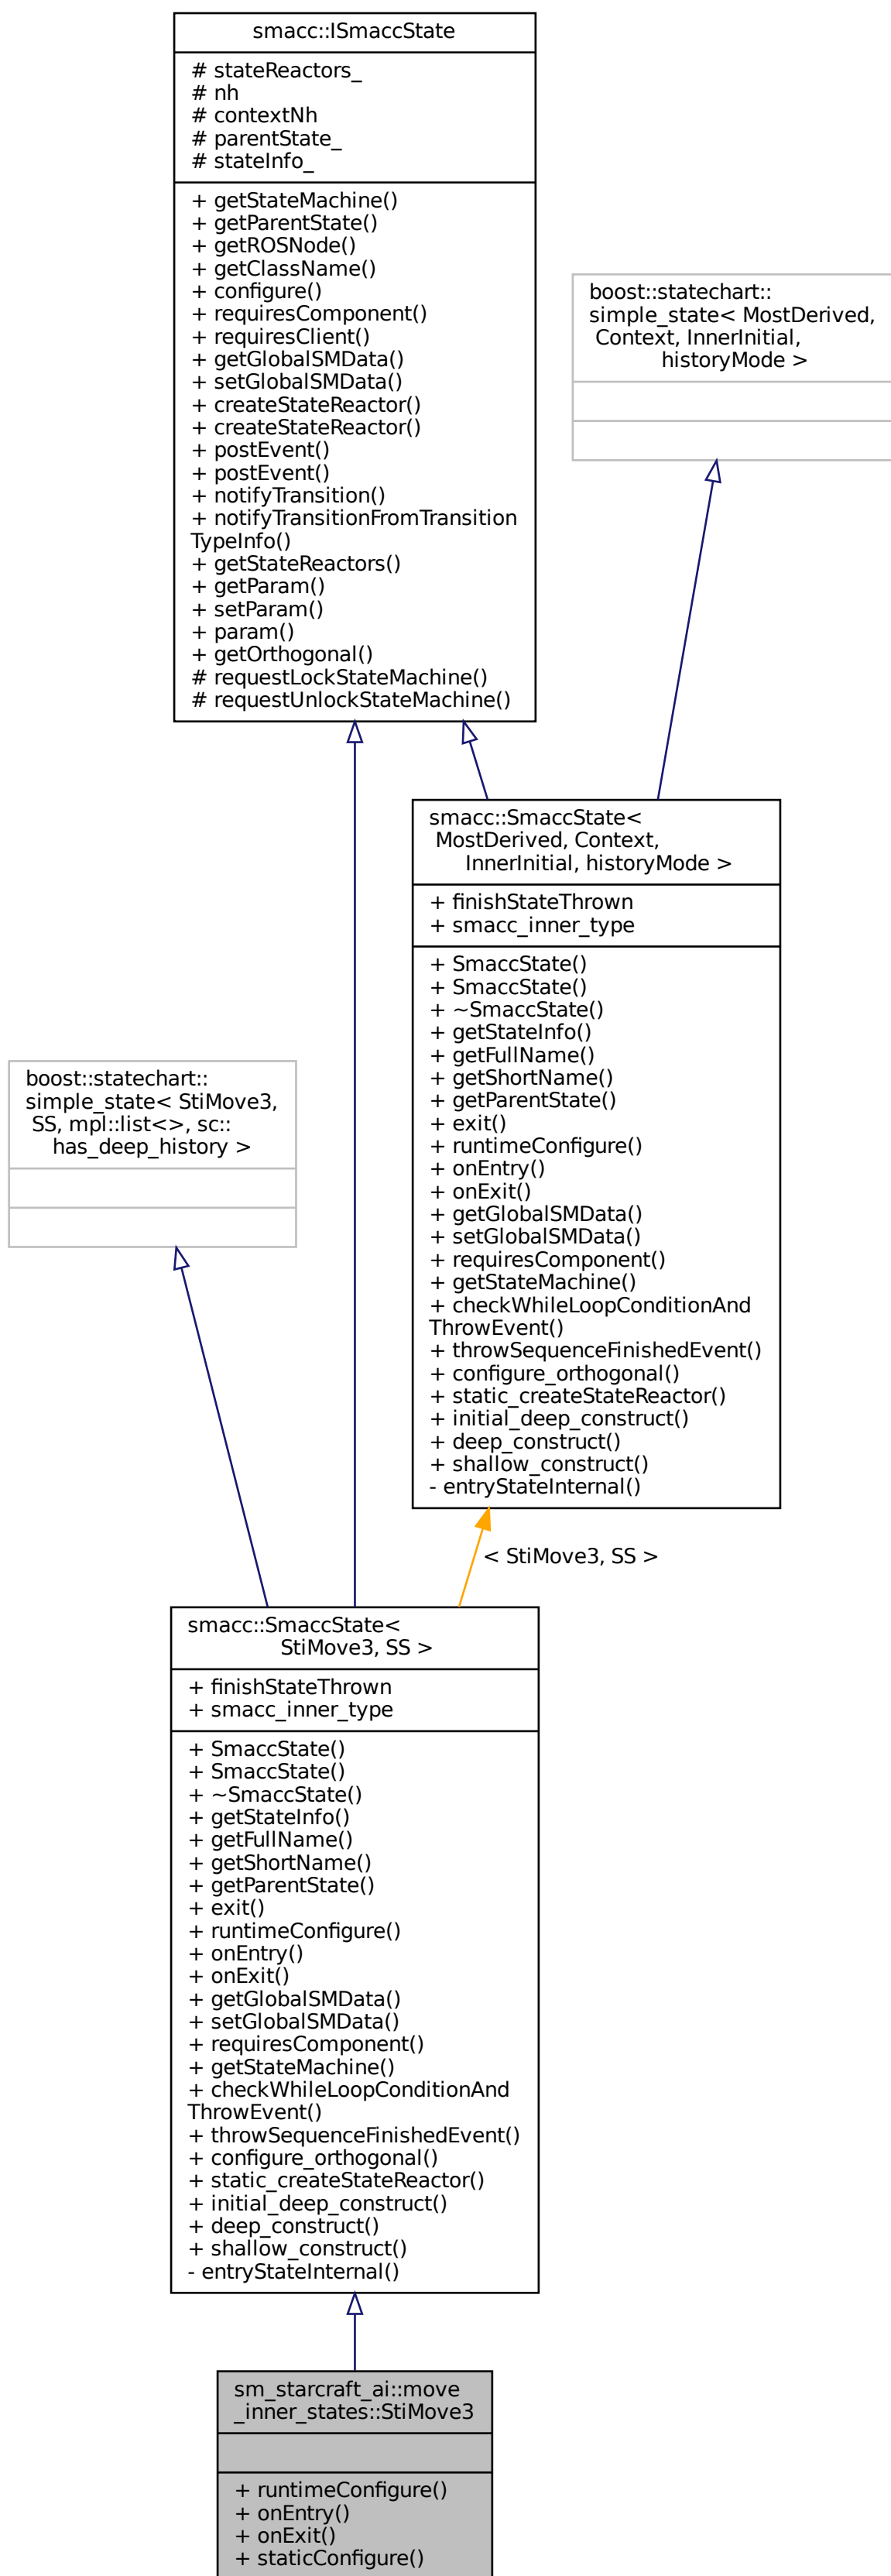 smacc::ISmaccState
# stateReactors_
# nh
# contextNh
# parentState_
# stateInfo_
+ getStateMachine()
+ getParentState()
+ getROSNode()
+ getClassName()
+ configure()
+ requiresComponent()
+ requiresClient()
+ getGlobalSMData()
+ setGlobalSMData()
+ createStateReactor()
+ createStateReactor()
+ postEvent()
+ postEvent()
+ notifyTransition()
+ notifyTransitionFromTransition
TypeInfo()
+ getStateReactors()
+ getParam()
+ setParam()
+ param()
+ getOrthogonal()
# requestLockStateMachine()
# requestUnlockStateMachine()
boost::statechart::
simple_state< MostDerived,
Context, InnerInitial,
historyMode >
smacc::SmaccState<
MostDerived, Context,
InnerInitial, historyMode >
+ finishStateThrown
+ smacc_inner_type
+ SmaccState()
+ SmaccState()
+ ~SmaccState()
+ getStateInfo()
+ getFullName()
+ getShortName()
+ getParentState()
+ exit()
+ runtimeConfigure()
+ onEntry()
+ onExit()
+ getGlobalSMData()
+ setGlobalSMData()
+ requiresComponent()
+ getStateMachine()
+ checkWhileLoopConditionAnd
ThrowEvent()
+ throwSequenceFinishedEvent()
+ configure_orthogonal()
+ static_createStateReactor()
+ initial_deep_construct()
+ deep_construct()
+ shallow_construct()
- entryStateInternal()
boost::statechart::
simple_state< StiMove3,
SS, mpl::list<>, sc::
has_deep_history >
< StiMove3, SS >
smacc::SmaccState<
StiMove3, SS >
+ finishStateThrown
+ smacc_inner_type
+ SmaccState()
+ SmaccState()
+ ~SmaccState()
+ getStateInfo()
+ getFullName()
+ getShortName()
+ getParentState()
+ exit()
+ runtimeConfigure()
+ onEntry()
+ onExit()
+ getGlobalSMData()
+ setGlobalSMData()
+ requiresComponent()
+ getStateMachine()
+ checkWhileLoopConditionAnd
ThrowEvent()
+ throwSequenceFinishedEvent()
+ configure_orthogonal()
+ static_createStateReactor()
+ initial_deep_construct()
+ deep_construct()
+ shallow_construct()
- entryStateInternal()
sm_starcraft_ai::move
_inner_states::StiMove3
+ runtimeConfigure()
+ onEntry()
+ onExit()
+ staticConfigure()